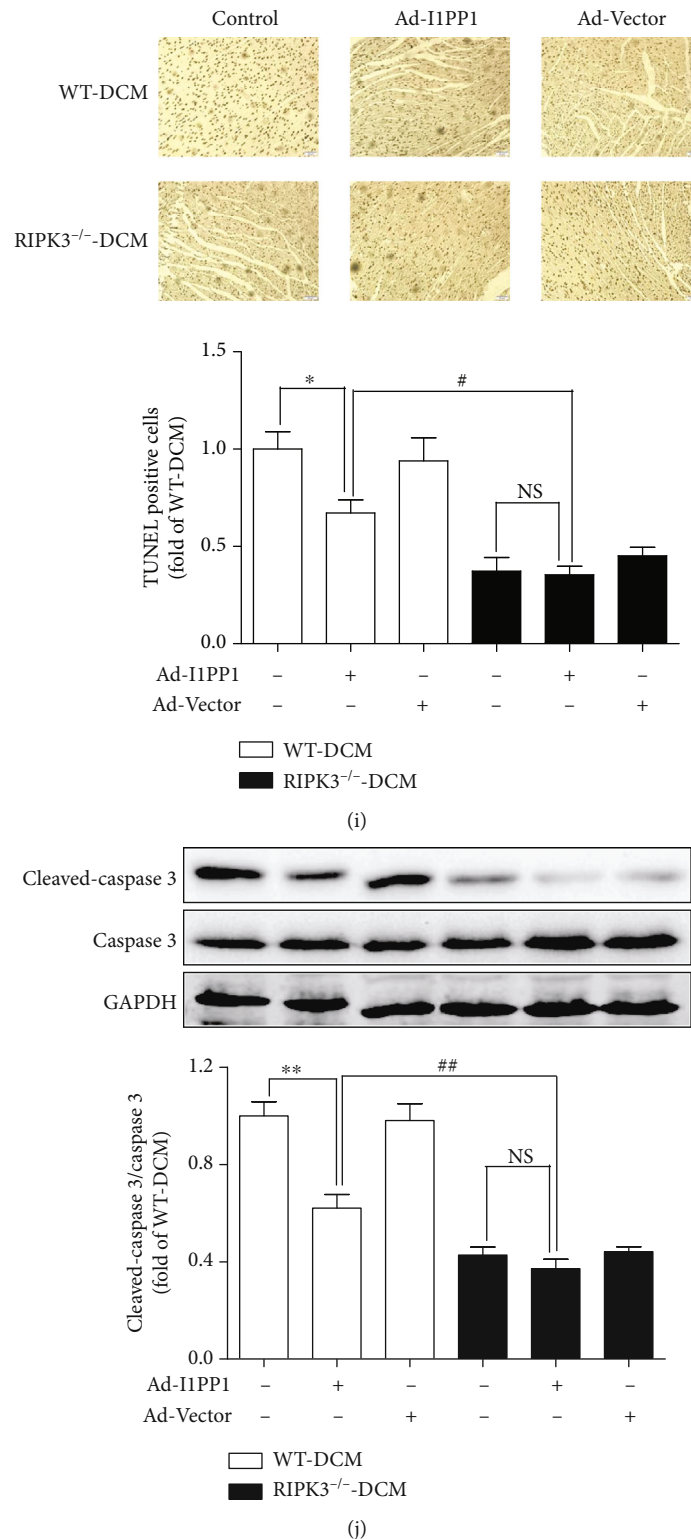 Control Ad-I1PP1 Ad-Vector
WT-DCM
RIPK3⁻/⁻-DCM
TUNEL positive cells
(fold of WT-DCM)
1.5
1.0
0.5
0.0
* # NS
Ad-I1PP1 – + – – + –
Ad-Vector – – + – – +
WT-DCM
RIPK3⁻/⁻-DCM
(i)
Cleaved-caspase 3
Caspase 3
GAPDH
Cleaved-caspase 3/caspase 3
(fold of WT-DCM)
1.2
0.8
0.4
0.0
** ## NS
Ad-I1PP1 – + – – + –
Ad-Vector – – + – – +
WT-DCM
RIPK3⁻/⁻-DCM
(j)